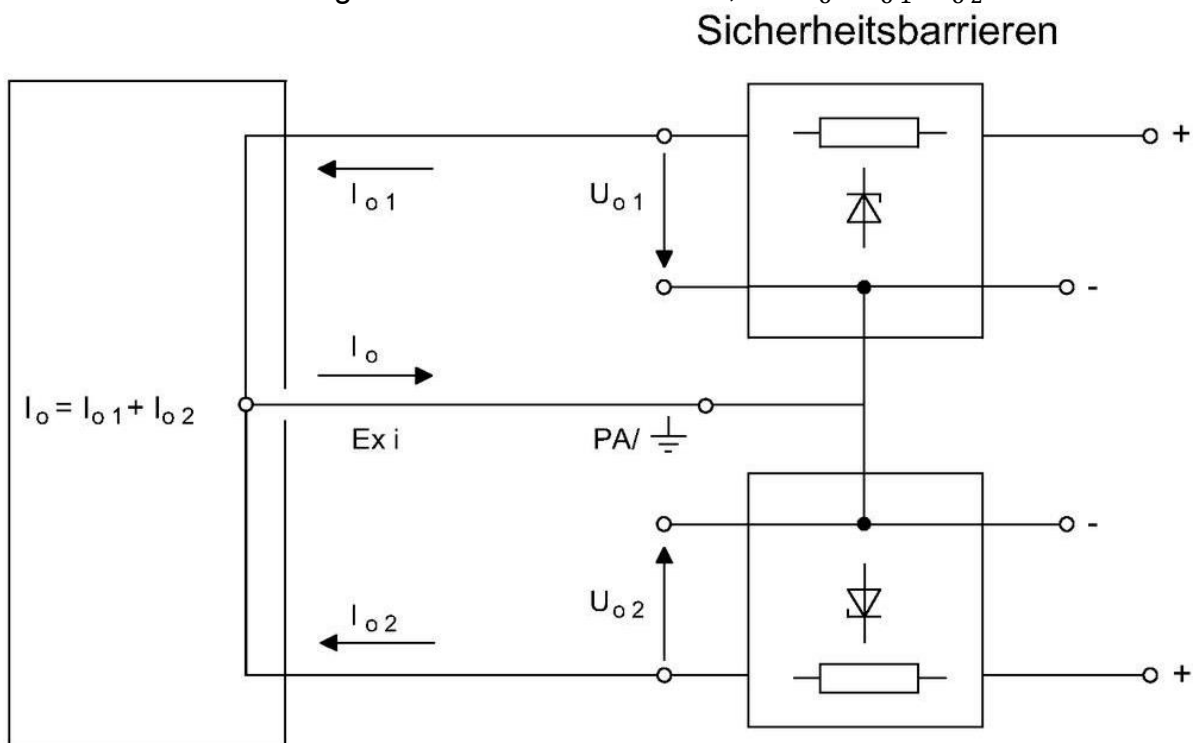 Sicherheitsbarrieren
+
I o 1
U o 1
-
I o
I o = I o 1 + I o 2
Ex i
PA/
-
U o 2
I o 2
+